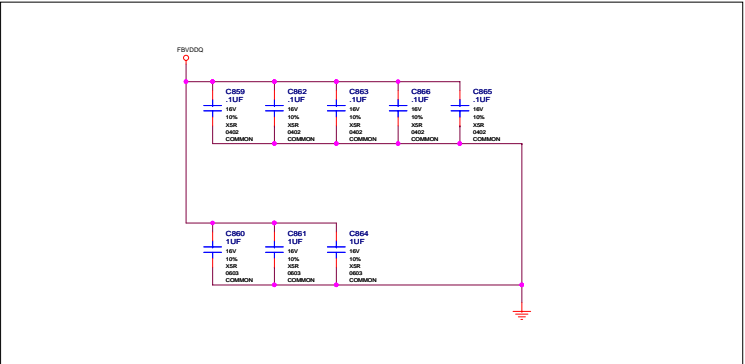 FBVDDQ
C859
.1UF
16V
10%
X5R
0402
COMMON
C862
.1UF
16V
10%
X5R
0402
COMMON
C863
.1UF
16V
10%
X5R
0402
COMMON
C866
.1UF
16V
10%
X5R
0402
COMMON
C865
.1UF
16V
10%
X5R
0402
COMMON
C860
1UF
16V
10%
X5R
0603
COMMON
C861
1UF
16V
10%
X5R
0603
COMMON
C864
1UF
16V
10%
X5R
0603
COMMON